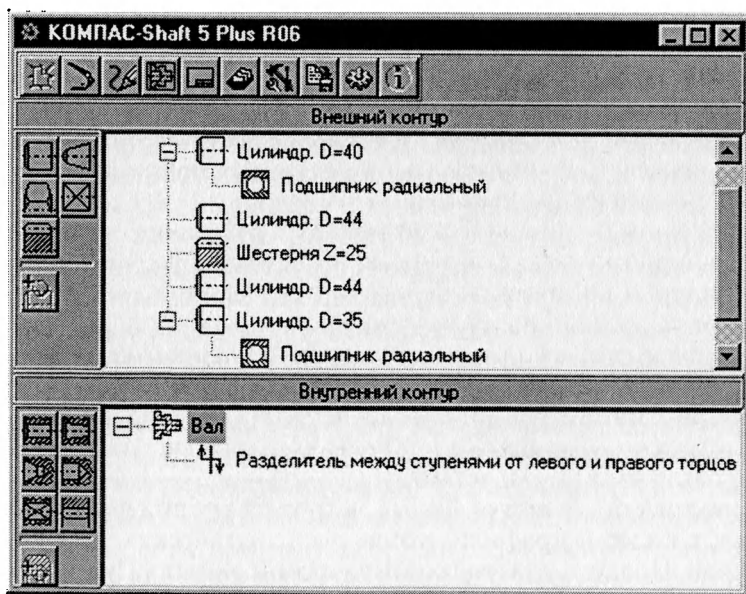 КОМПАС-Shaft 5 Plus R06
Внешний контур
Цилиндр. D=40
Подшипник радиальный
Цилиндр. D=44
Шестерня Z=25
Цилиндр. D=44
Цилиндр. D=35
Подшипник радиальный
Внутренний контур
Вал
Разделитель между ступенями от левого и правого торцов